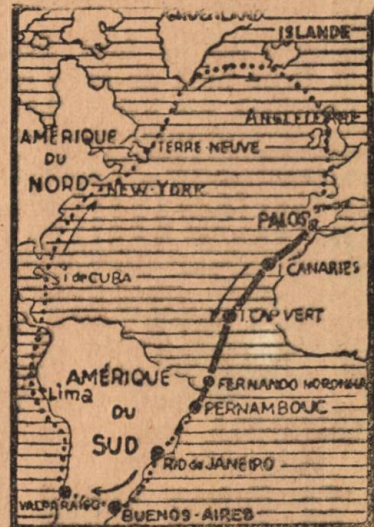 GROENLAND
ISLANDE
ANGLETERRE
AMÉRIQUE
DU
NORD
TERRE-NEUVE
NEW-YORK
PALOS
I. CANARIES
I. de CUBA
I. CAP VERT
AMÉRIQUE
DU
SUD
Lima
FERNANDO NORONHA
PERNAMBOUC
RIO de JANEIRO
VALPARAISO
BUENOS-AIRES